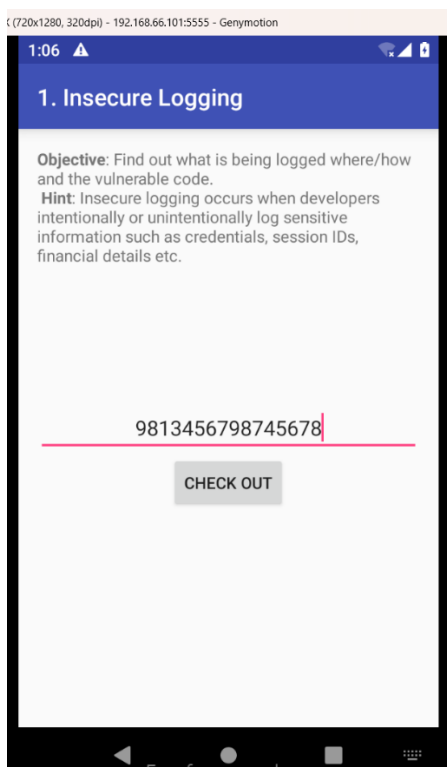 (720x1280, 320dpi) - 192.168.66.101:5555 - Genymotion
1:06
1. Insecure Logging
Objective: Find out what is being logged where/how
and the vulnerable code.
Hint: Insecure logging occurs when developers
intentionally or unintentionally log sensitive
information such as credentials, session IDs,
financial details etc.
9813456798745678
CHECK OUT